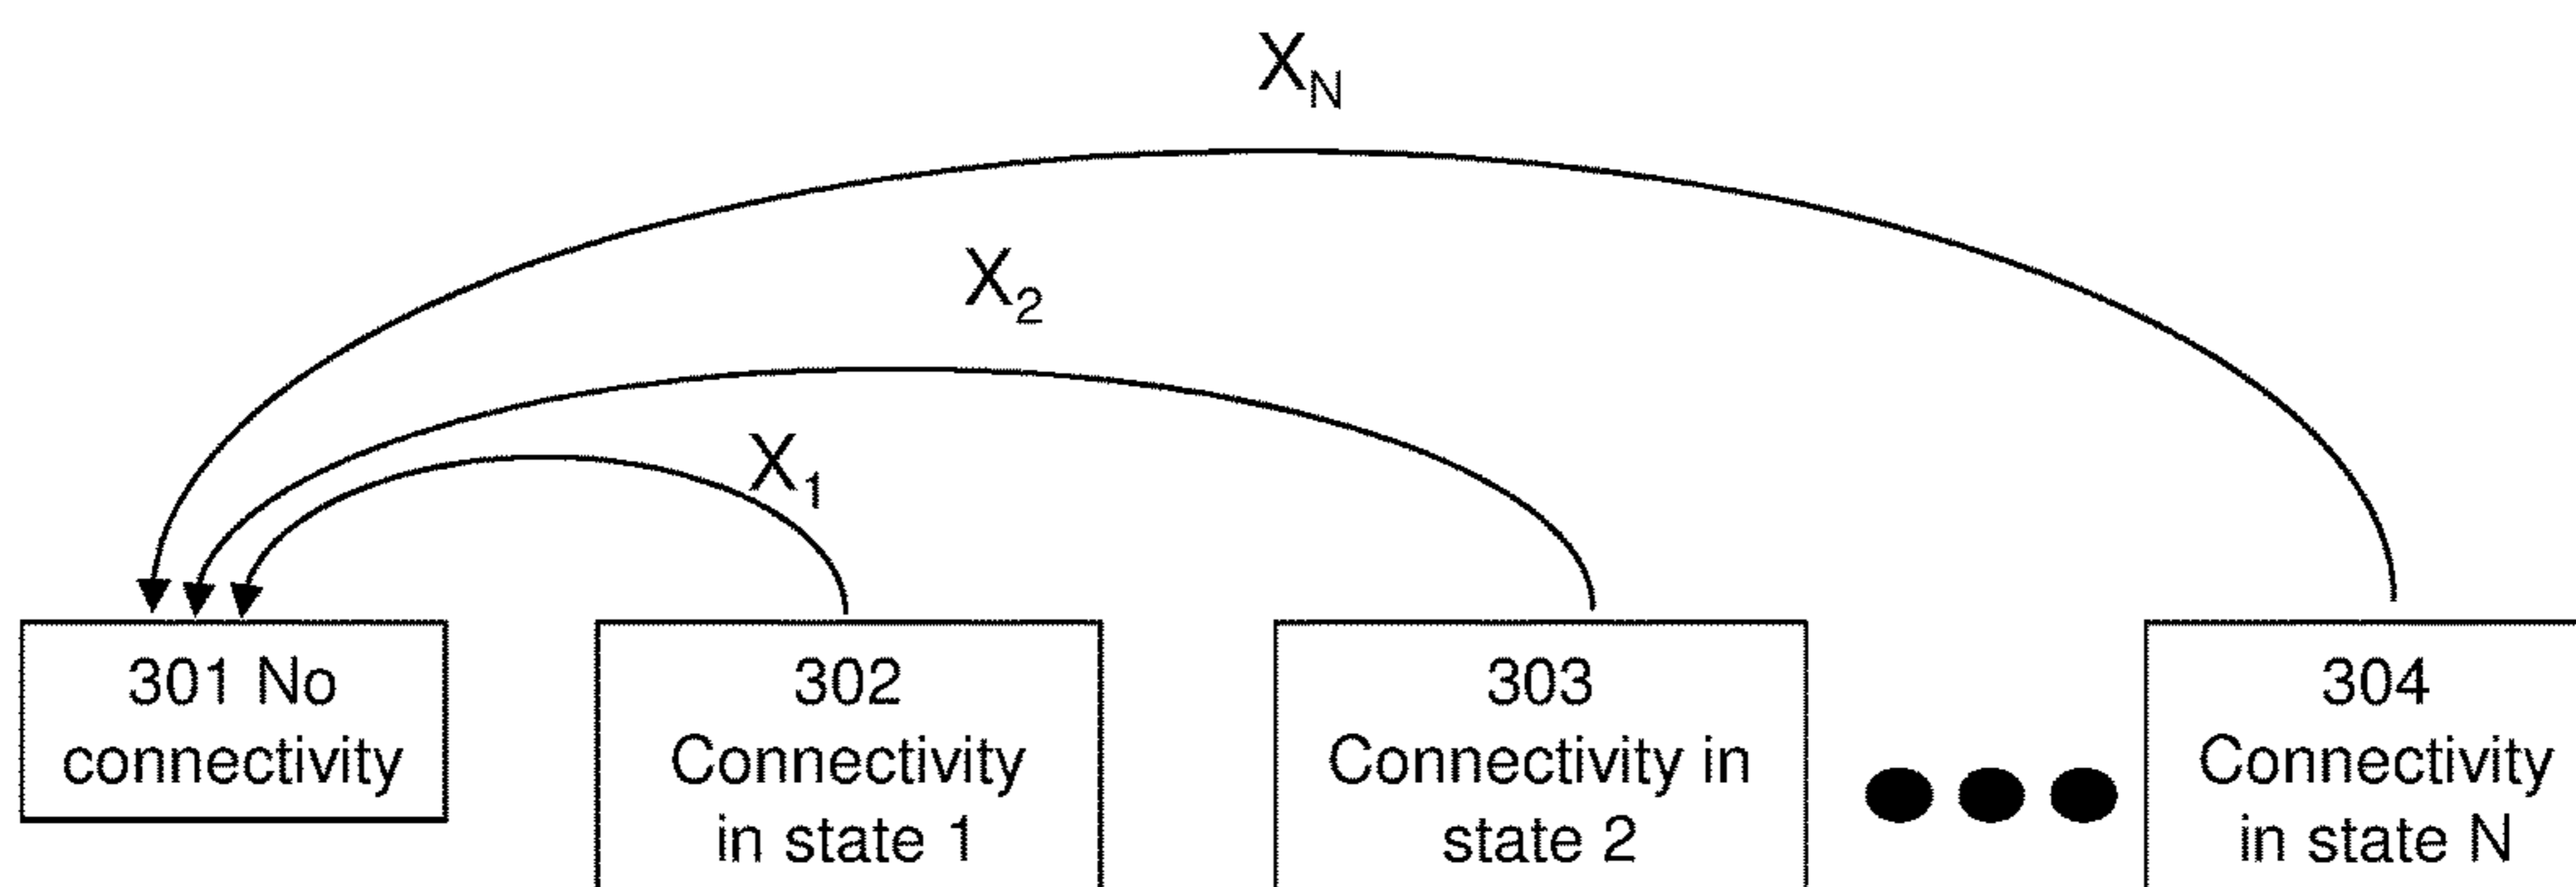 X_N
X_2
X_1
301 No
connectivity
302
Connectivity
in state 1
303
Connectivity in
state 2
304
Connectivity
in state N